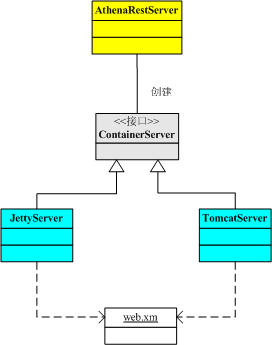 AthenaRestServer
创建
<<接口>>
ContainerServer
JettyServer
TomcatServer
web.xm